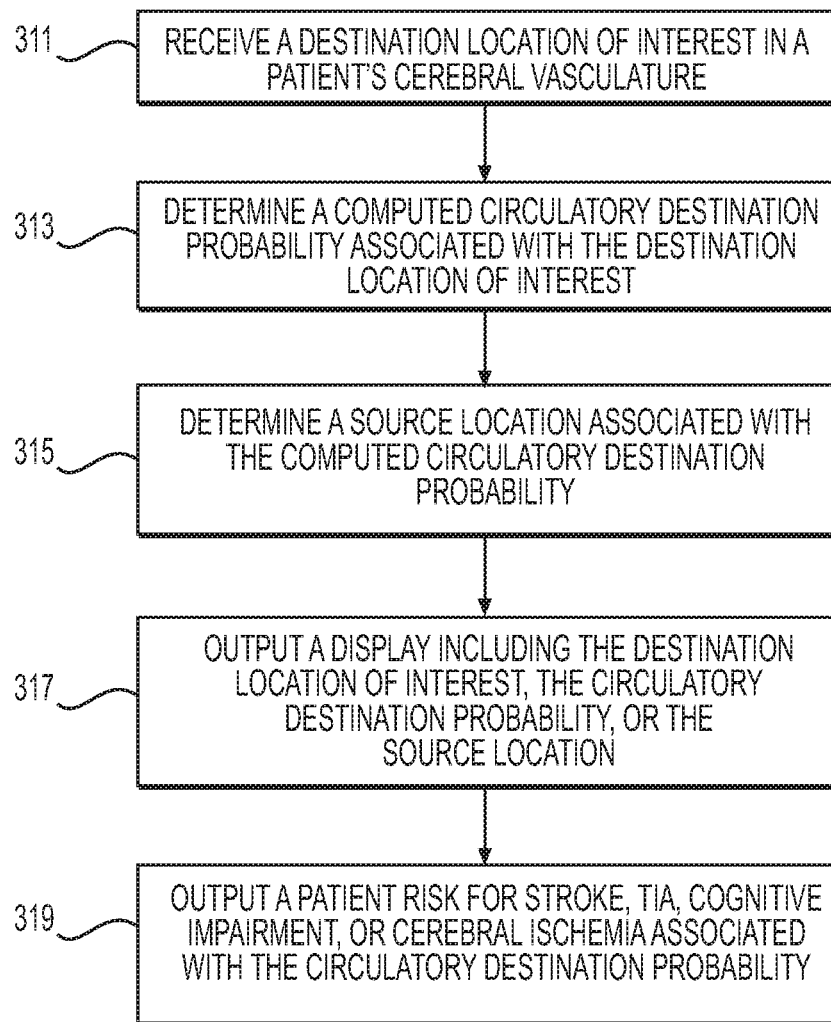 311
RECEIVE A DESTINATION LOCATION OF INTEREST IN A
PATIENT'S CEREBRAL VASCULATURE
313
DETERMINE A COMPUTED CIRCULATORY DESTINATION
PROBABILITY ASSOCIATED WITH THE DESTINATION
LOCATION OF INTEREST
315
DETERMINE A SOURCE LOCATION ASSOCIATED WITH
THE COMPUTED CIRCULATORY DESTINATION
PROBABILITY
317
OUTPUT A DISPLAY INCLUDING THE DESTINATION
LOCATION OF INTEREST, THE CIRCULATORY
DESTINATION PROBABILITY, OR THE
SOURCE LOCATION
319
OUTPUT A PATIENT RISK FOR STROKE, TIA, COGNITIVE
IMPAIRMENT, OR CEREBRAL ISCHEMIA ASSOCIATED
WITH THE CIRCULATORY DESTINATION PROBABILITY